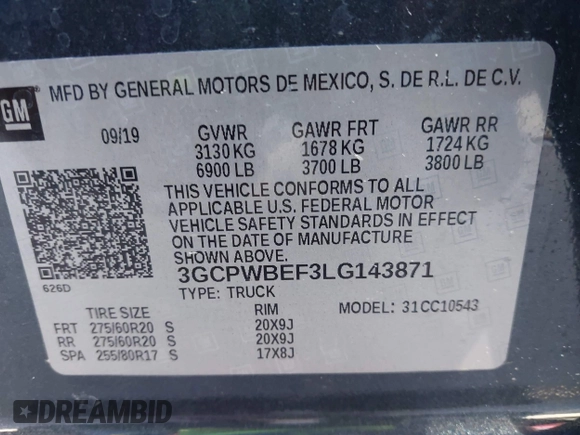 GM
MFD BY GENERAL MOTORS DE MEXICO, S. DE R.L. DE C.V.
09/19 GVWR GAWR FRT GAWR RR
3130 KG 1678 KG 1724 KG
6900 LB 3700 LB 3800 LB
THIS VEHICLE CONFORMS TO ALL
APPLICABLE U.S. FEDERAL MOTOR
VEHICLE SAFETY STANDARDS IN EFFECT
ON THE DATE OF MANUFACTURE
SHOWN ABOVE.
626D
3GCPWBEF3LG143871
TYPE: TRUCK MODEL: 31CC10543
TIRE SIZE RIM
FRT 275/60R20 S 20X9J
RR 275/60R20 S 20X9J
SPA 255/80R17 S 17X8J
DREAMBID